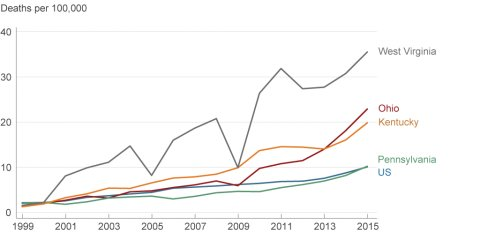 Deaths per 100,000
40
30
20
10
0
West Virginia
Ohio
Kentucky
Pennsylvania
US
1999 2001 2003 2005 2007 2009 2011 2013 2015